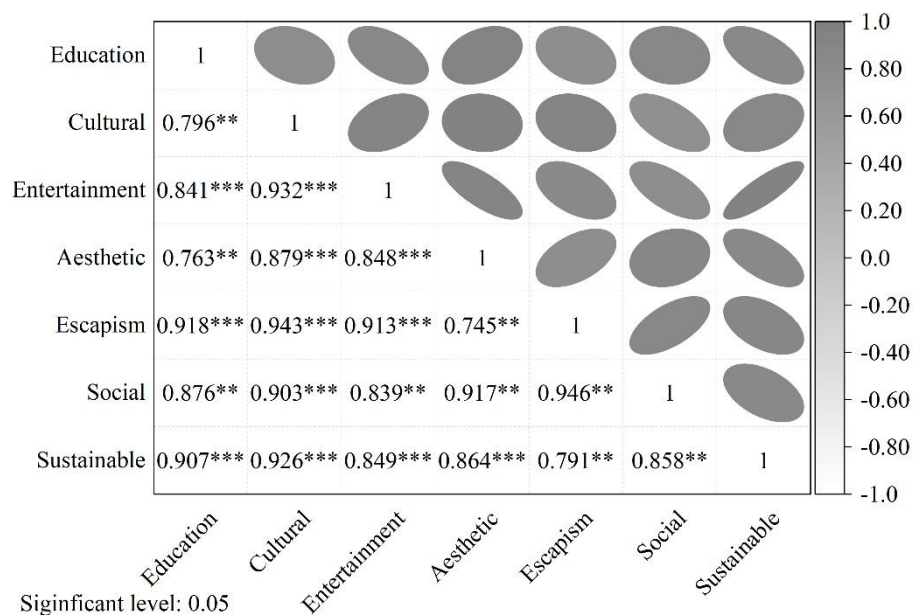 Education 1 1.0
0.80
Cultural 0.796** 1
0.60
Entertainment 0.841*** 0.932*** 1
0.40
0.20
Aesthetic 0.763** 0.879*** 0.848*** 1
0.0
-0.20
Escapism 0.918*** 0.943*** 0.913*** 0.745** 1
-0.40
Social 0.876** 0.903*** 0.839** 0.917** 0.946** 1
-0.60
Sustainable 0.907*** 0.926*** 0.849*** 0.864*** 0.791** 0.858** 1
-0.80
-1.0
Education Cultural Entertainment Aesthetic Escapism Social Sustainable
Siginficant level: 0.05